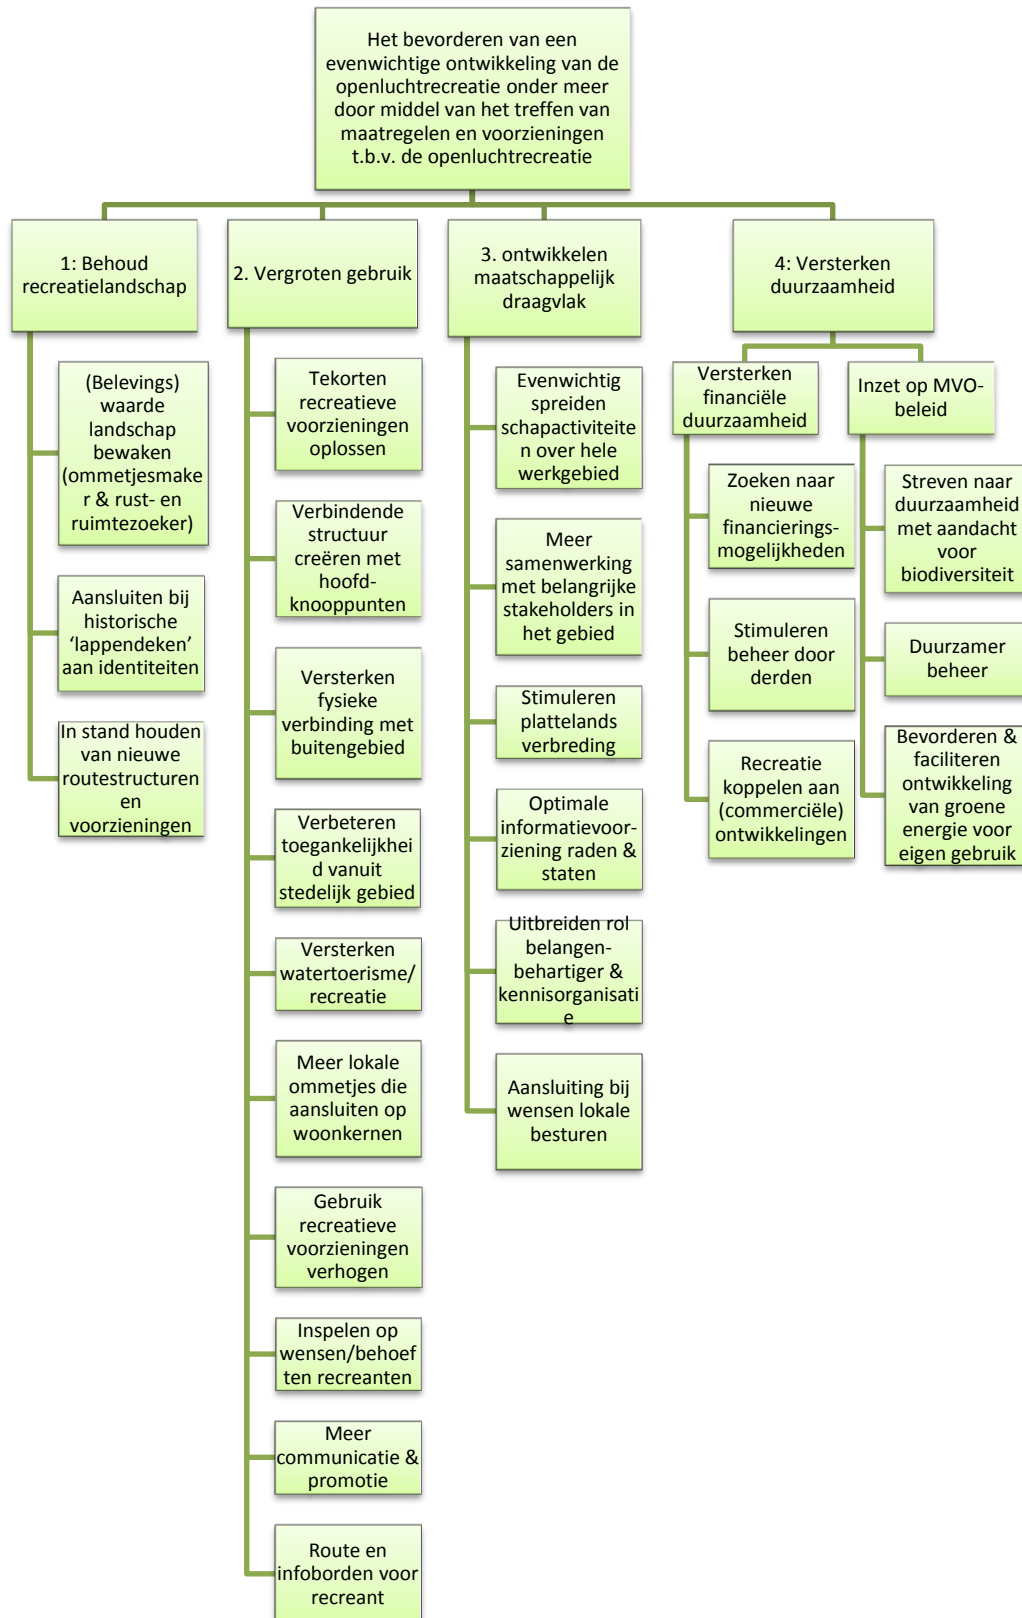 Het bevorderen van een
evenwichtige ontwikkeling van de
openluchtrecreatie onder meer
door middel van het treffen van
maatregelen en voorzieningen
t.b.v. de openluchtrecreatie
1: Behoud
recreatielandschap
(Belevings)
waarde
landschap
bewaken
(ommetjesmake
r & rust- en
ruimtezoeker)
Aansluiten bij
historische
‘lappendeken’
aan identiteiten
In stand houden
van nieuwe
routestructuren
en
voorzieningen
2. Vergroten gebruik
Tekorten
recreatieve
voorzieningen
oplossen
Verbindende
structuur
creëren met
hoofd-
knooppunten
Versterken
fysieke
verbinding met
buitengebied
Verbeteren
toegankelijkhei
d vanuit
stedelijk gebied
Versterken
watertoerisme/
recreatie
Meer lokale
ommetjes die
aansluiten op
woonkernen
Gebruik
recreatieve
voorzieningen
verhogen
Inspelen op
wensen/behoef
ten recreanten
Meer
communicatie &
promotie
Route en
infoborden voor
recreant
3. ontwikkelen
maatschappelijk
draagvlak
Evenwichtig
spreiden
schapactiviteite
n over hele
werkgebied
Meer
samenwerking
met belangrijke
stakeholders in
het gebied
Stimuleren
plattelands
verbreding
Optimale
informatievoor-
ziening raden &
staten
Uitbreiden rol
belangen-
behartiger &
kennisorganisati
e
Aansluiting bij
wensen lokale
besturen
4: Versterken
duurzaamheid
Versterken
financiële
duurzaamheid
Zoeken naar
nieuwe
financierings-
mogelijkheden
Stimuleren
beheer door
derden
Recreatie
koppelen aan
(commerciële)
ontwikkelingen
Inzet op MVO-
beleid
Streven naar
duurzaamheid
met aandacht
voor
biodiversiteit
Duurzamer
beheer
Bevorderen &
faciliteren
ontwikkeling
van groene
energie voor
eigen gebruik